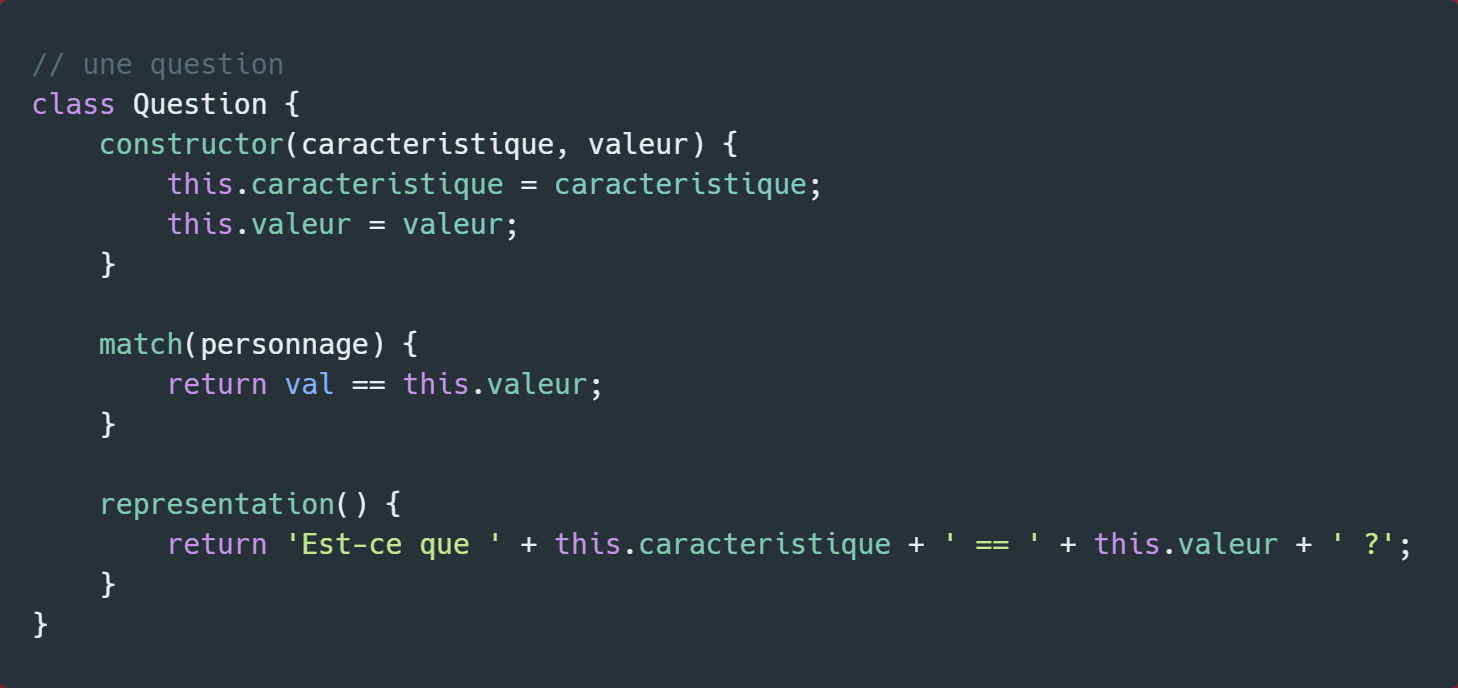 // une question
class Question {
    constructor(caracteristique, valeur) {
        this.caracteristique = caracteristique;
        this.valeur = valeur;
    }

    match(personnage) {
        return val == this.valeur;
    }

    representation() {
        return 'Est-ce que ' + this.caracteristique + ' == ' + this.valeur + ' ?';
    }
}